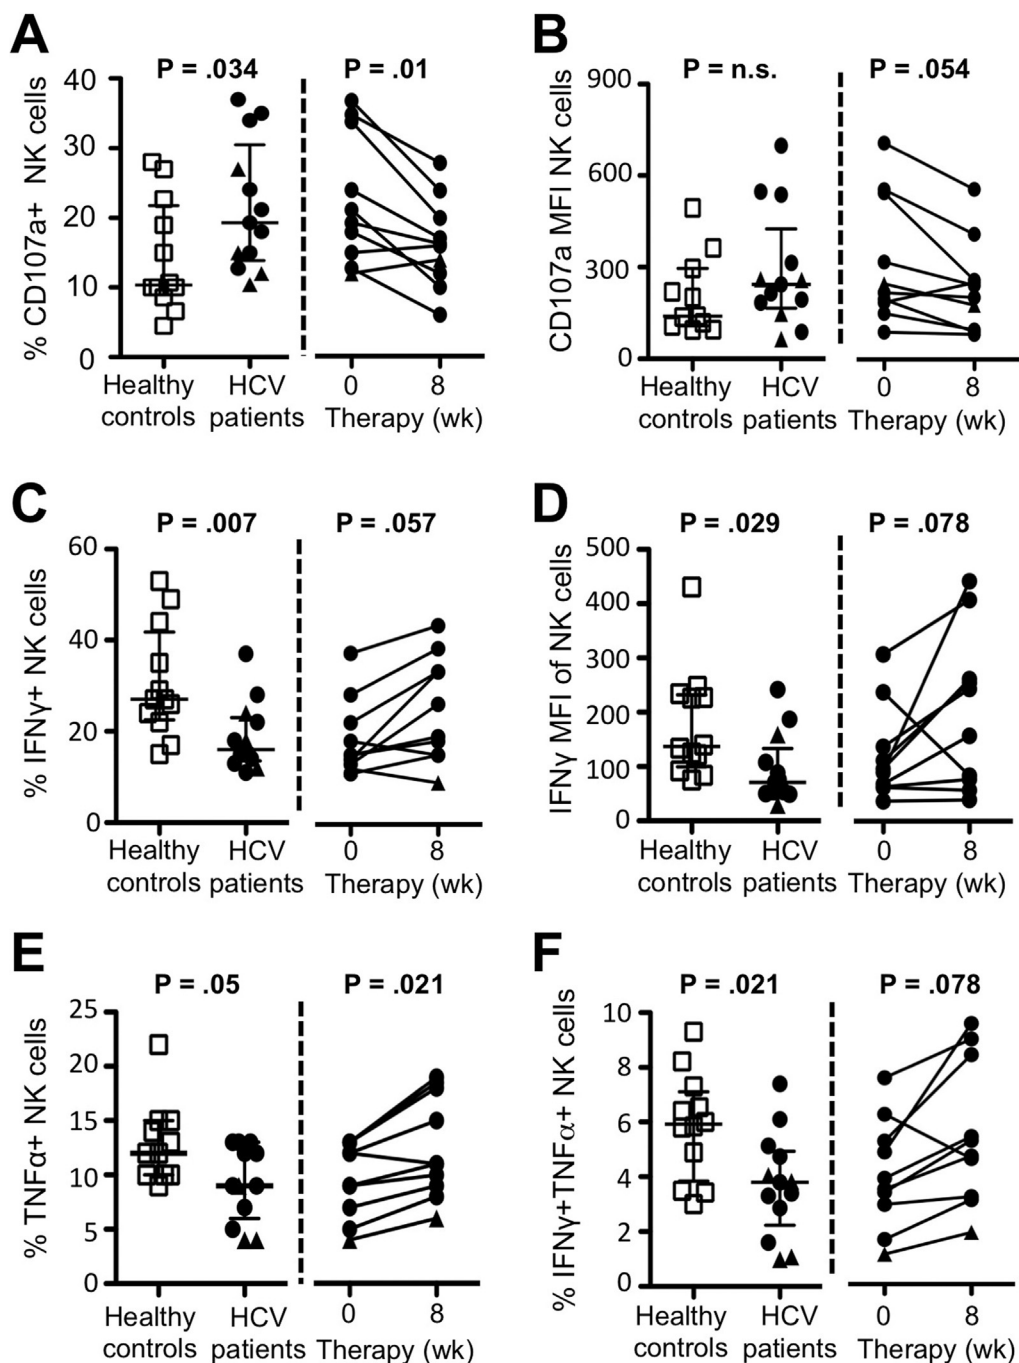 A
P = .034
P = .01
% CD107a+ NK cells
40
30
20
10
0
Healthy
controls
HCV
patients
0
8
Therapy (wk)
B
P = n.s.
P = .054
CD107a MFI NK cells
900
600
300
0
Healthy
controls
HCV
patients
0
8
Therapy (wk)
C
P = .007
P = .057
% IFNγ+ NK cells
60
40
20
0
Healthy
controls
HCV
patients
0
8
Therapy (wk)
D
P = .029
P = .078
IFNγ MFI of NK cells
500
400
300
200
100
0
Healthy
controls
HCV
patients
0
8
Therapy (wk)
E
P = .05
P = .021
% TNFα+ NK cells
25
20
15
10
5
0
Healthy
controls
HCV
patients
0
8
Therapy (wk)
F
P = .021
P = .078
% IFNγ+TNFα+ NK cells
10
8
6
4
2
0
Healthy
controls
HCV
patients
0
8
Therapy (wk)